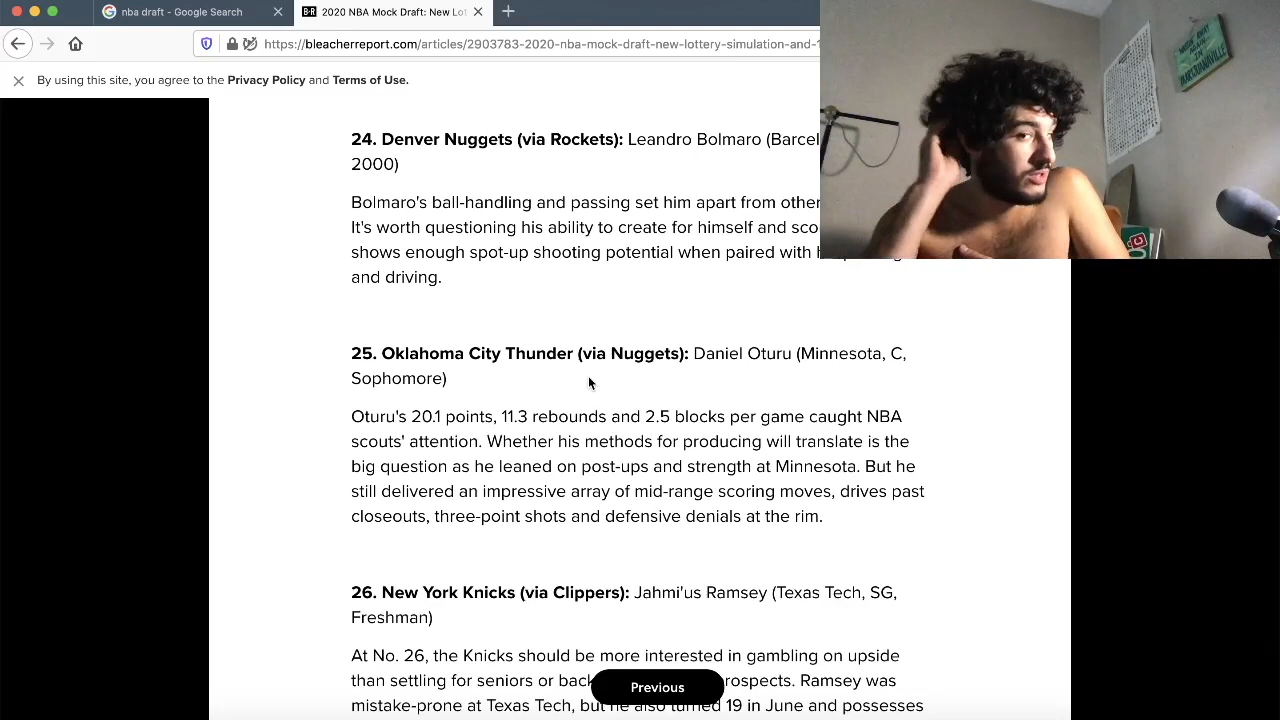 nba draft - Google Search
B·R 2020 NBA Mock Draft: New Lot
https://bleacherreport.com/articles/2903783-2020-nba-mock-draft-new-lottery-simulation-and-1
By using this site, you agree to the Privacy Policy and Terms of Use.
24. Denver Nuggets (via Rockets): Leandro Bolmaro (Barcel
2000)
Bolmaro's ball-handling and passing set him apart from other
It's worth questioning his ability to create for himself and sco
shows enough spot-up shooting potential when paired with
and driving.
25. Oklahoma City Thunder (via Nuggets): Daniel Oturu (Minnesota, C,
Sophomore)
Oturu's 20.1 points, 11.3 rebounds and 2.5 blocks per game caught NBA
scouts' attention. Whether his methods for producing will translate is the
big question as he leaned on post-ups and strength at Minnesota. But he
still delivered an impressive array of mid-range scoring moves, drives past
closeouts, three-point shots and defensive denials at the rim.
26. New York Knicks (via Clippers): Jahmi'us Ramsey (Texas Tech, SG,
Freshman)
At No. 26, the Knicks should be more interested in gambling on upside
than settling for seniors or back rospects. Ramsey was
Previous
mistake-prone at Texas Tech, but he also turned 19 in June and possesses